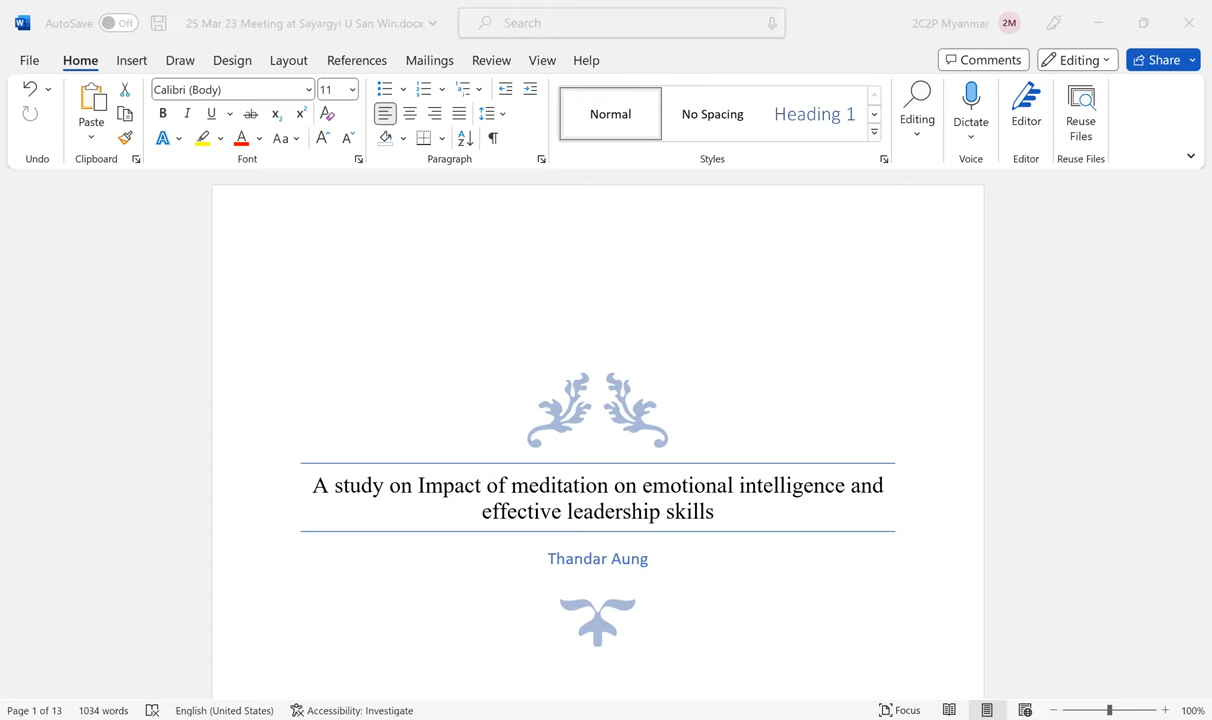 AutoSave Off 25 Mar 23 Meeting at Sayargyi U San Win.docx Search 2C2P Myanmar 2M
File Home Insert Draw Design Layout References Mailings Review View Help Comments Editing Share
Paste
Calibri (Body) 11
B I U ab x₂ x²
A A Aa A A
Normal No Spacing Heading 1
Editing Dictate Editor Reuse Files
Undo Clipboard Font Paragraph Styles Voice Editor Reuse Files
A study on Impact of meditation on emotional intelligence and
effective leadership skills
Thandar Aung
Page 1 of 13 1034 words English (United States) Accessibility: Investigate Focus 100%